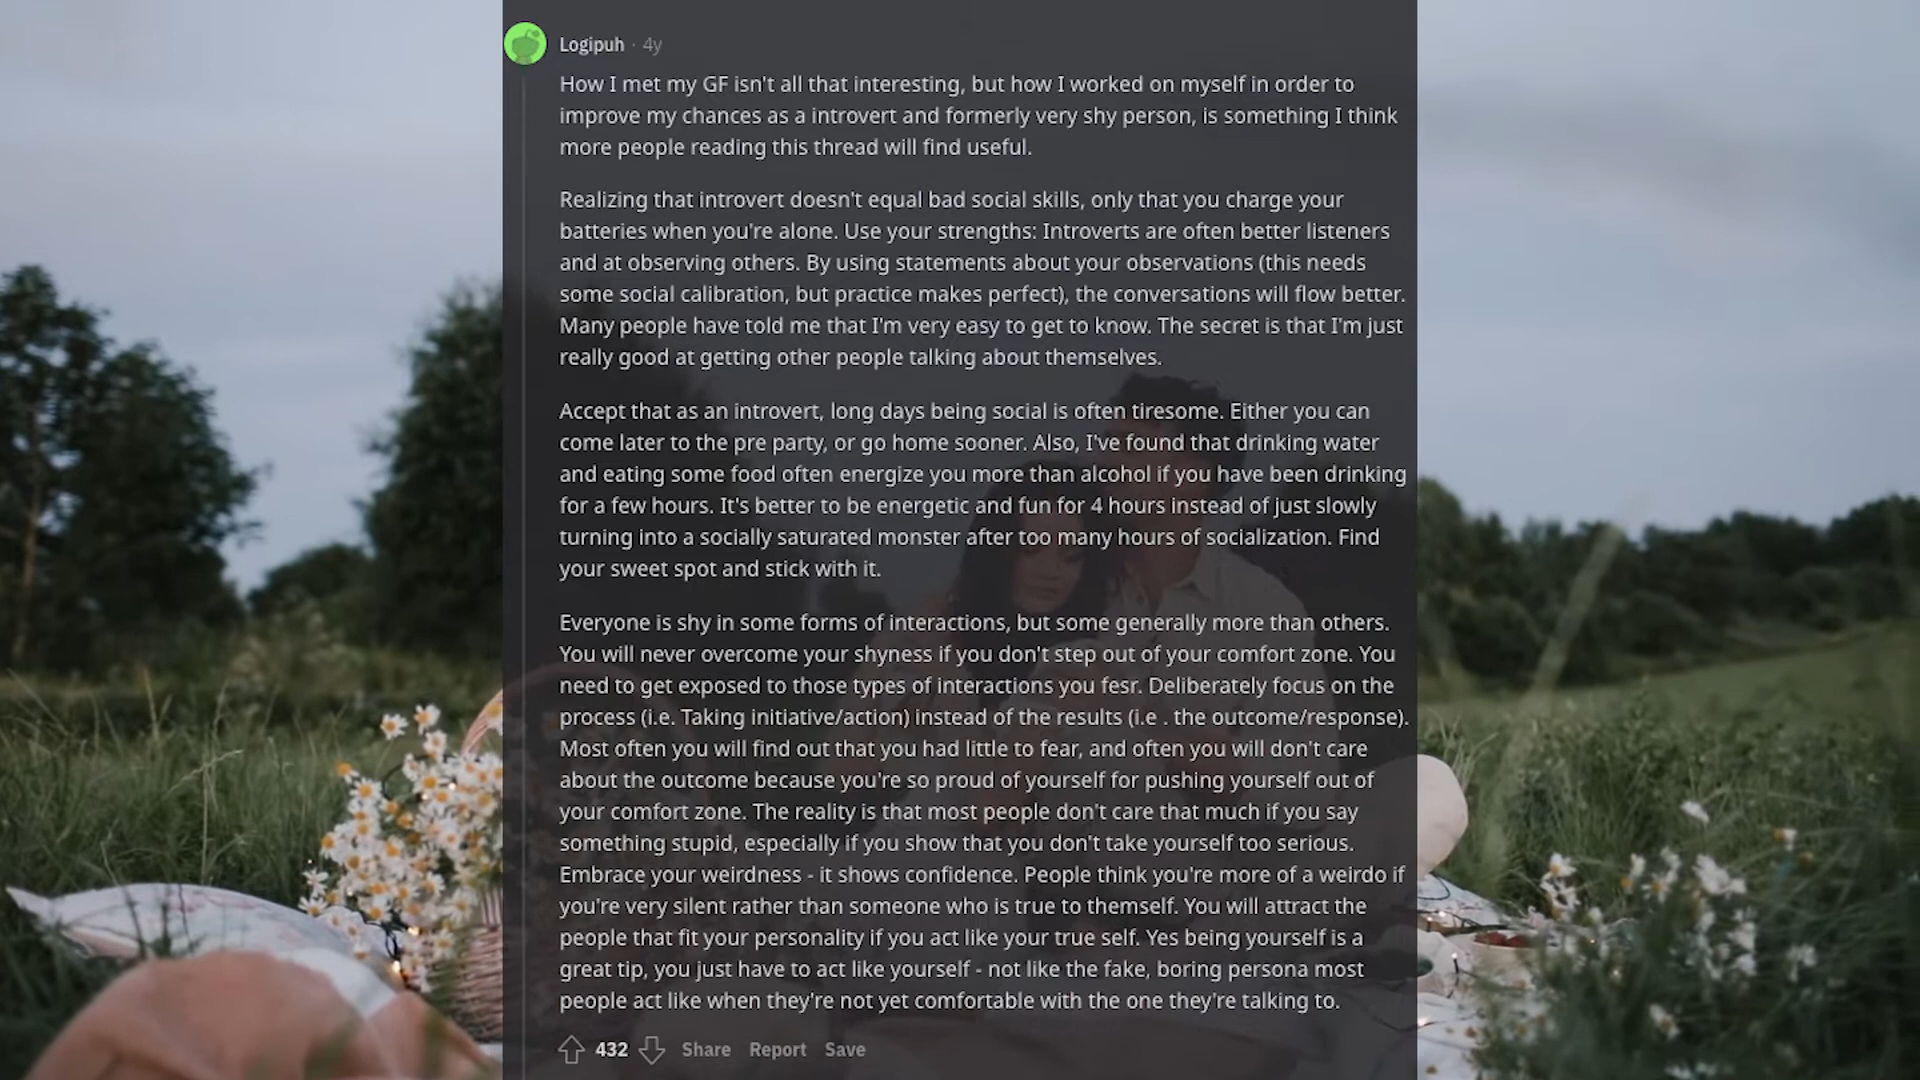 Logipuh · 4y
How I met my GF isn't all that interesting, but how I worked on myself in order to
improve my chances as a introvert and formerly very shy person, is something I think
more people reading this thread will find useful.
Realizing that introvert doesn't equal bad social skills, only that you charge your
batteries when you're alone. Use your strengths: Introverts are often better listeners
and at observing others. By using statements about your observations (this needs
some social calibration, but practice makes perfect), the conversations will flow better.
Many people have told me that I'm very easy to get to know. The secret is that I'm just
really good at getting other people talking about themselves.
Accept that as an introvert, long days being social is often tiresome. Either you can
come later to the pre party, or go home sooner. Also, I've found that drinking water
and eating some food often energize you more than alcohol if you have been drinking
for a few hours. It's better to be energetic and fun for 4 hours instead of just slowly
turning into a socially saturated monster after too many hours of socialization. Find
your sweet spot and stick with it.
Everyone is shy in some forms of interactions, but some generally more than others.
You will never overcome your shyness if you don't step out of your comfort zone. You
need to get exposed to those types of interactions you fesr. Deliberately focus on the
process (i.e. Taking initiative/action) instead of the results (i.e . the outcome/response).
Most often you will find out that you had little to fear, and often you will don't care
about the outcome because you're so proud of yourself for pushing yourself out of
your comfort zone. The reality is that most people don't care that much if you say
something stupid, especially if you show that you don't take yourself too serious.
Embrace your weirdness - it shows confidence. People think you're more of a weirdo if
you're very silent rather than someone who is true to themself. You will attract the
people that fit your personality if you act like your true self. Yes being yourself is a
great tip, you just have to act like yourself - not like the fake, boring persona most
people act like when they're not yet comfortable with the one they're talking to.
432 Share Report Save